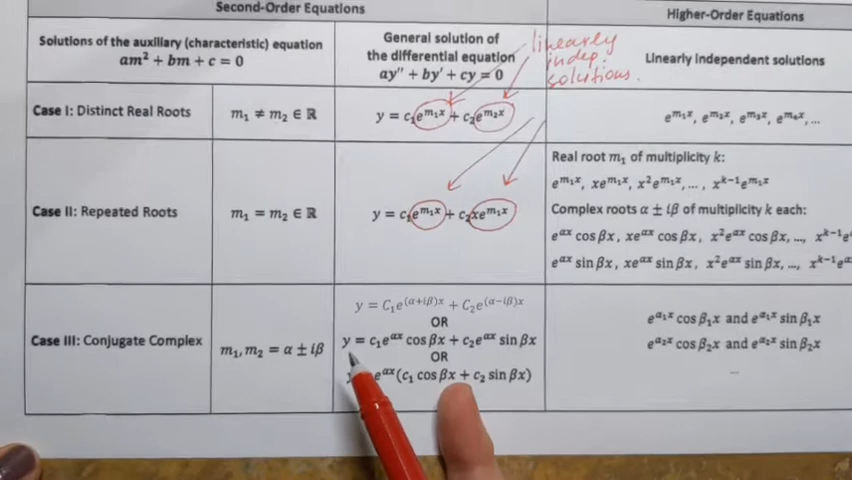 Second-Order Equations
Higher-Order Equations
Solutions of the auxiliary (characteristic) equation
am² + bm + c = 0
General solution of
the differential equation
ay'' + by' + cy = 0
linearly
indep.
solutions.
Linearly independent solutions
Case I: Distinct Real Roots
m₁ ≠ m₂ ∈ ℝ
y = c₁e^{m₁x} + c₂e^{m₂x}
e^{m₁x}, e^{m₂x}, e^{m₃x}, e^{m₄x}, ...
Case II: Repeated Roots
m₁ = m₂ ∈ ℝ
y = c₁e^{m₁x} + c₂xe^{m₁x}
Real root m₁ of multiplicity k:
e^{m₁x}, xe^{m₁x}, x²e^{m₁x}, ... , x^{k−1}e^{m₁x}
Complex roots α ± iβ of multiplicity k each:
e^{αx} cos βx, xe^{αx} cos βx, x²e^{αx} cos βx, ..., x^{k−1}e
e^{αx} sin βx, xe^{αx} sin βx, x²e^{αx} sin βx, ..., x^{k−1}e
Case III: Conjugate Complex
m₁, m₂ = α ± iβ
y = C₁e^{(α+iβ)x} + C₂e^{(α−iβ)x}
OR
y = c₁e^{αx} cos βx + c₂e^{αx} sin βx
OR
e^{αx}(c₁ cos βx + c₂ sin βx)
e^{α₁x} cos β₁x and e^{α₁x} sin β₁x
e^{α₂x} cos β₂x and e^{α₂x} sin β₂x